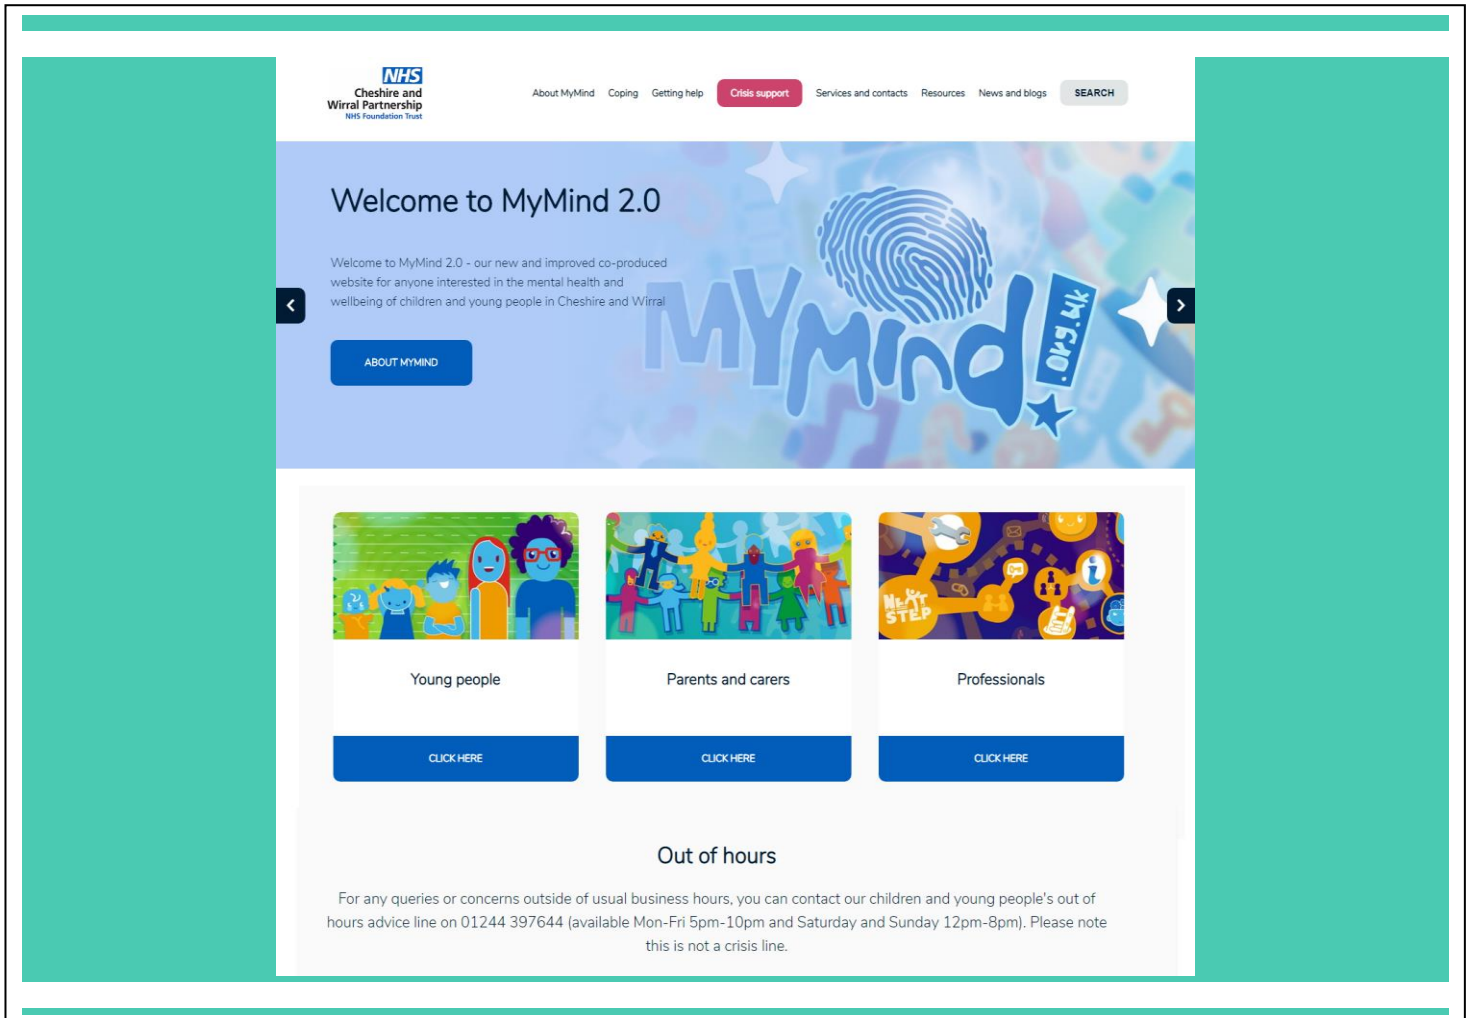 NHS
Cheshire and
Wirral Partnership
NHS Foundation Trust
About MyMind Coping Getting help Crisis support Services and contacts Resources News and blogs SEARCH
Welcome to MyMind 2.0
Welcome to MyMind 2.0 - our new and improved co-produced
website for anyone interested in the mental health and
wellbeing of children and young people in Cheshire and Wirral
ABOUT MYMIND
MYMind!
.org.uk
NEXT
STEP
Young people
Parents and carers
Professionals
CLICK HERE
CLICK HERE
CLICK HERE
Out of hours
For any queries or concerns outside of usual business hours, you can contact our children and young people's out of
hours advice line on 01244 397644 (available Mon-Fri 5pm-10pm and Saturday and Sunday 12pm-8pm). Please note
this is not a crisis line.